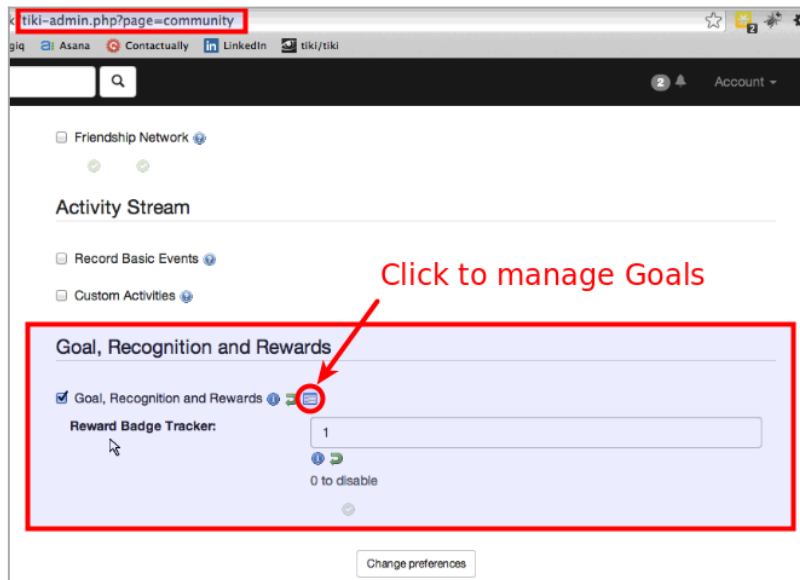 tiki-admin.php?page=community
2
giq Asana Contactually LinkedIn tiki/tiki
2 Account
Friendship Network
Activity Stream
Record Basic Events
Click to manage Goals
Custom Activities
Goal, Recognition and Rewards
Goal, Recognition and Rewards
Reward Badge Tracker:
1
0 to disable
Change preferences